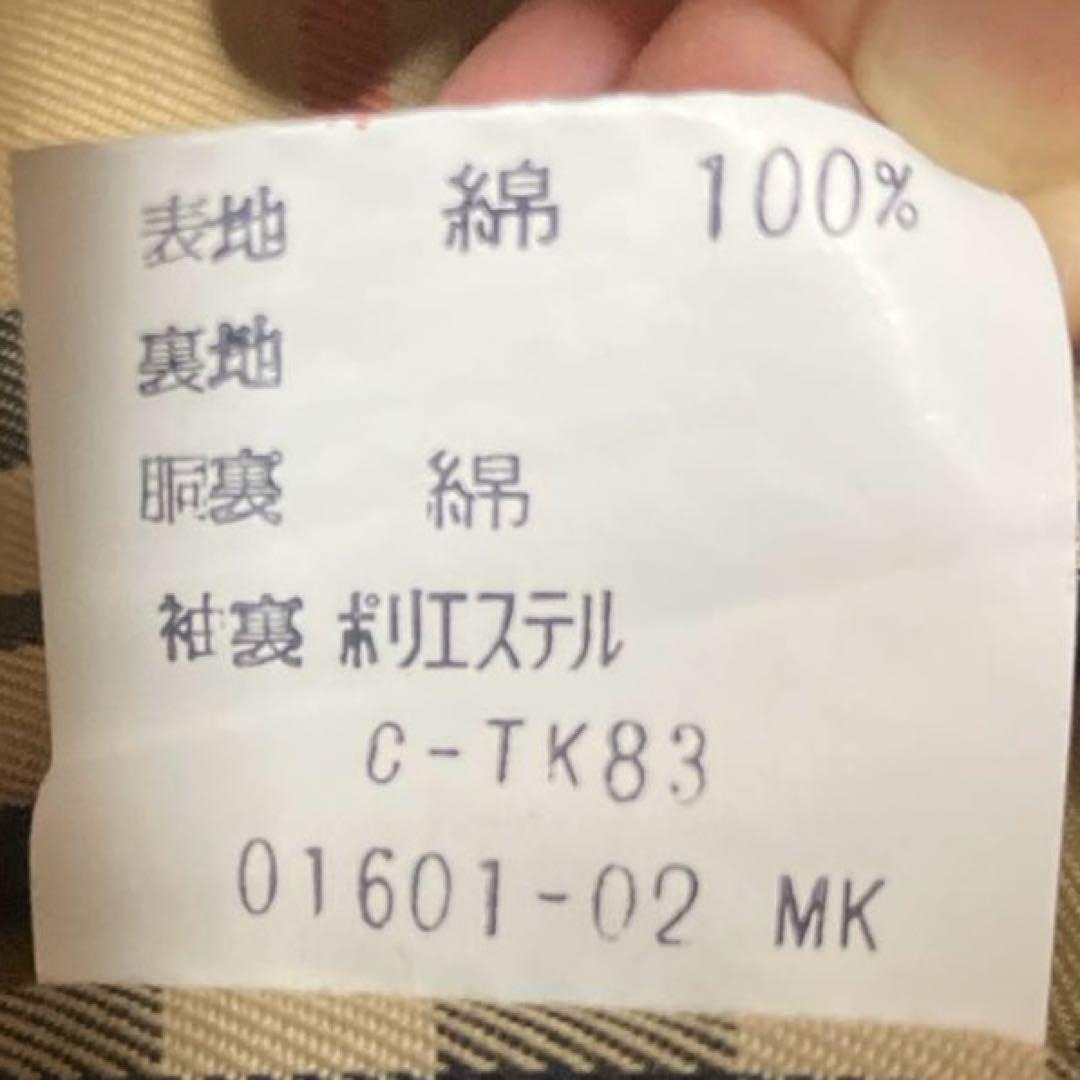 表地 綿 100%
裏地
胴裏 綿
袖裏 ポリエステル
C-TK83
01601-02 MK